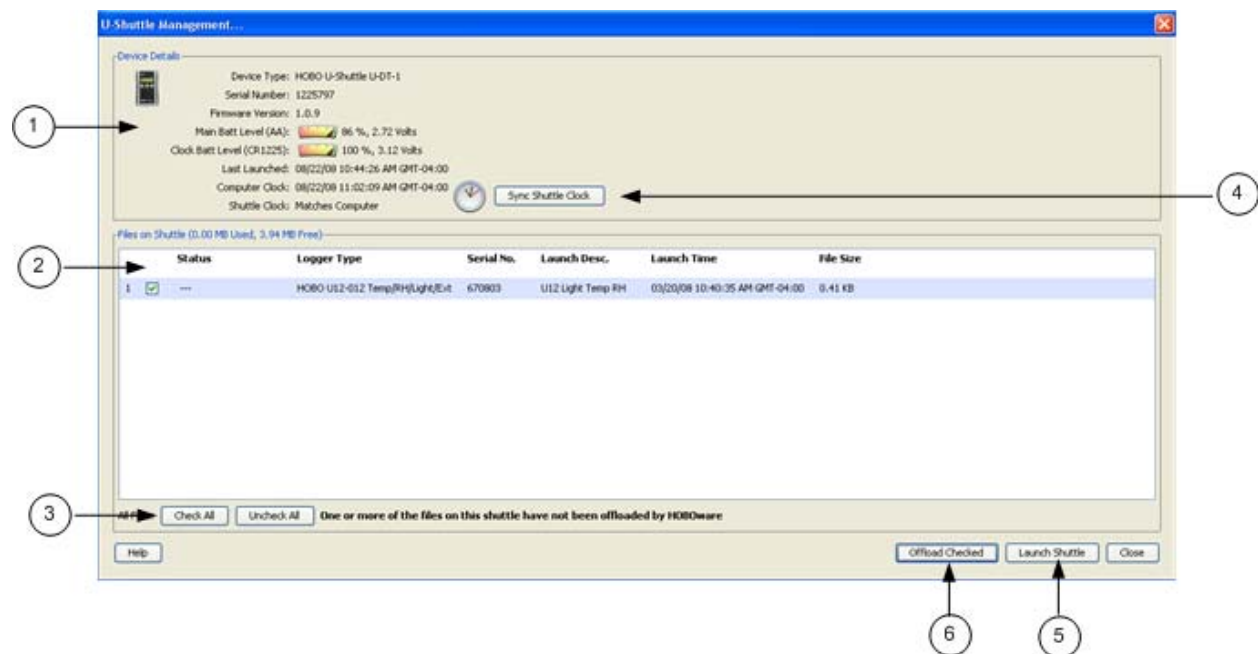 U-Shuttle Management...
Device Details
Device Type: HOBO U-Shuttle U-DT-1
Serial Number: 1225797
Firmware Version: 1.0.9
Main Batt Level (AA): 86 %, 2.72 Volts
Clock Batt Level (CR1225): 100 %, 3.12 Volts
Last Launched: 08/22/08 10:44:26 AM GMT-04:00
Computer Clock: 08/22/08 11:02:09 AM GMT-04:00
Sync Shuttle Clock
Shuttle Clock: Matches Computer
1
4
Files on Shuttle (0.00 MB Used, 3.94 MB Free)
2
Status Logger Type Serial No. Launch Desc. Launch Time File Size
1 --- HOBO U12-012 Temp/RH/Light/Ext 670803 U12 Light Temp RH 03/20/08 10:40:35 AM GMT-04:00 0.41 KB
3
All Check All Uncheck All One or more of the files on this shuttle have not been offloaded by HOBOware
Help Offload Checked Launch Shuttle Close
6 5